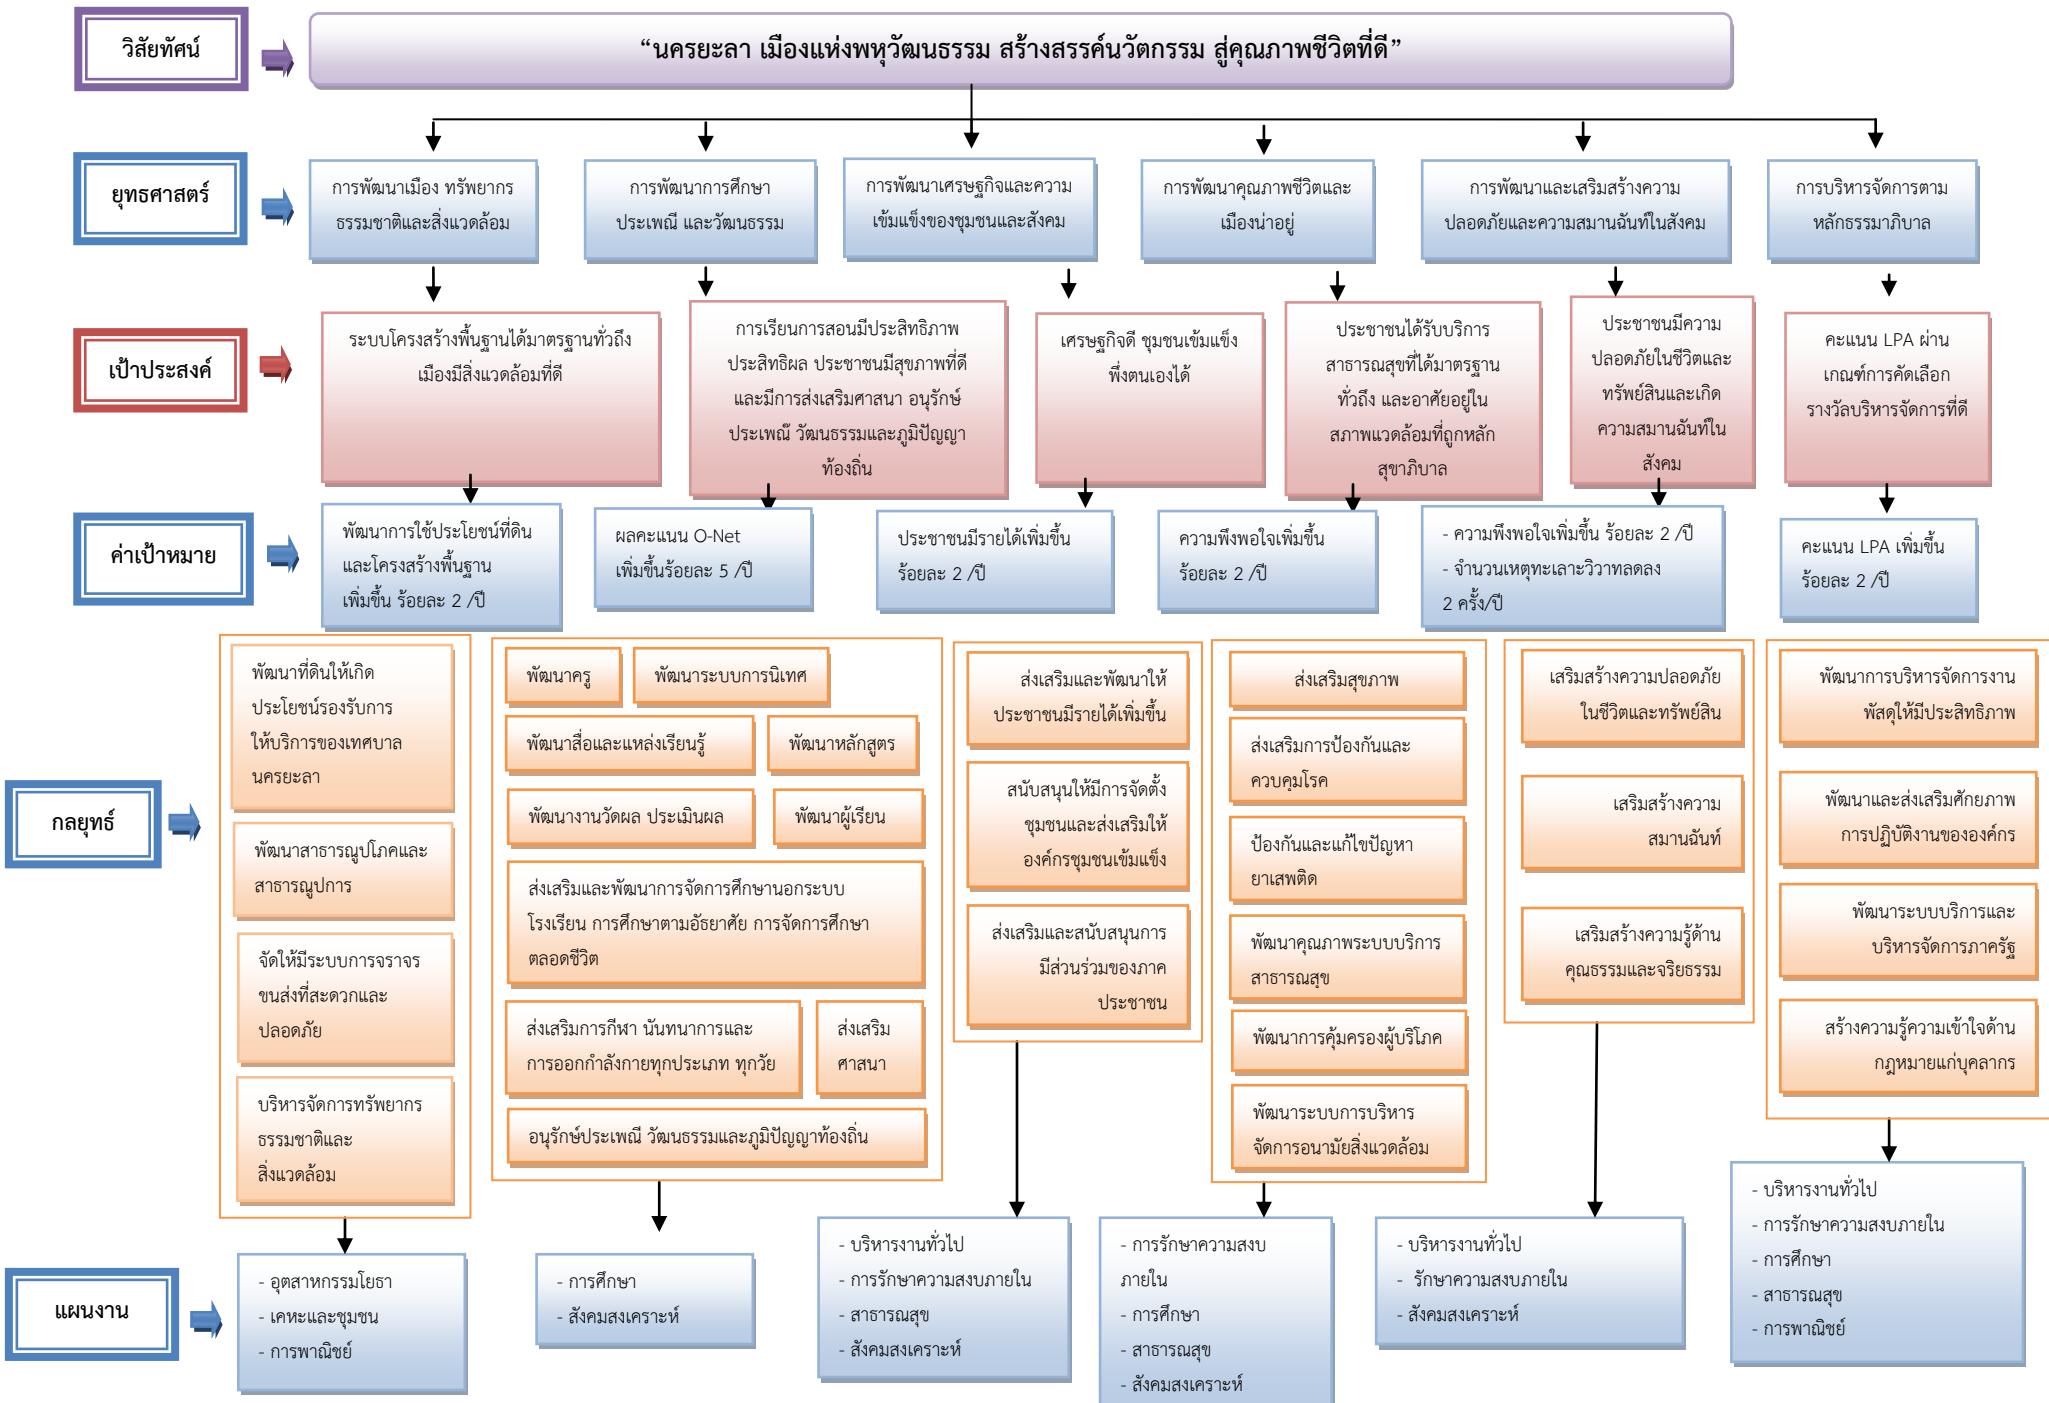 วิสัยทัศน์
“นครยะลา เมืองแห่งพหุวัฒนธรรม สร้างสรรค์นวัตกรรม สู่คุณภาพชีวิตที่ดี”
ยุทธศาสตร์
การพัฒนาเมือง ทรัพยากร
ธรรมชาติและสิ่งแวดล้อม
การพัฒนาการศึกษา
ประเพณี และวัฒนธรรม
การพัฒนาเศรษฐกิจและความ
เข้มแข็งของชุมชนและสังคม
การพัฒนาคุณภาพชีวิตและ
เมืองน่าอยู่
การพัฒนาและเสริมสร้างความ
ปลอดภัยและความสมานฉันท์ในสังคม
การบริหารจัดการตาม
หลักธรรมาภิบาล
เป้าประสงค์
ระบบโครงสร้างพื้นฐานได้มาตรฐานทั่วถึง
เมืองมีสิ่งแวดล้อมที่ดี
การเรียนการสอนมีประสิทธิภาพ
ประสิทธิผล ประชาชนมีสุขภาพที่ดี
และมีการส่งเสริมศาสนา อนุรักษ์
ประเพณ๊ วัฒนธรรมและภูมิปัญญา
ท้องถิ่น
เศรษฐกิจดี ชุมชนเข้มแข็ง
พึ่งตนเองได้
ประชาชนได้รับบริการ
สาธารณสุขที่ได้มาตรฐาน
ทั่วถึง และอาศัยอยู่ใน
สภาพแวดล้อมที่ถูกหลัก
สุขาภิบาล
ประชาชนมีความ
ปลอดภัยในชีวิตและ
ทรัพย์สินและเกิด
ความสมานฉันท์ใน
สังคม
คะแนน LPA ผ่าน
เกณฑ์การคัดเลือก
รางวัลบริหารจัดการที่ดี
ค่าเป้าหมาย
พัฒนาการใช้ประโยชน์ที่ดิน
และโครงสร้างพื้นฐาน
เพิ่มขึ้น ร้อยละ 2 /ปี
ผลคะแนน O-Net
เพิ่มขึ้นร้อยละ 5 /ปี
ประชาชนมีรายได้เพิ่มขึ้น
ร้อยละ 2 /ปี
ความพึงพอใจเพิ่มขึ้น
ร้อยละ 2 /ปี
- ความพึงพอใจเพิ่มขึ้น ร้อยละ 2 /ปี
- จำนวนเหตุทะเลาะวิวาทลดลง
2 ครั้ง/ปี
คะแนน LPA เพิ่มขึ้น
ร้อยละ 2 /ปี
กลยุทธ์
พัฒนาที่ดินให้เกิด
ประโยชน์รองรับการ
ให้บริการของเทศบาล
นครยะลา
พัฒนาสาธารณูปโภคและ
สาธารณูปการ
จัดให้มีระบบการจราจร
ขนส่งที่สะดวกและ
ปลอดภัย
บริหารจัดการทรัพยากร
ธรรมชาติและ
สิ่งแวดล้อม
พัฒนาครู
พัฒนาระบบการนิเทศ
พัฒนาสื่อและแหล่งเรียนรู้
พัฒนาหลักสูตร
พัฒนางานวัดผล ประเมินผล
พัฒนาผู้เรียน
ส่งเสริมและพัฒนาการจัดการศึกษานอกระบบ
โรงเรียน การศึกษาตามอัธยาศัย การจัดการศึกษา
ตลอดชีวิต
ส่งเสริมการกีฬา นันทนาการและ
การออกกำลังกายทุกประเภท ทุกวัย
ส่งเสริม
ศาสนา
อนุรักษ์ประเพณี วัฒนธรรมและภูมิปัญญาท้องถิ่น
ส่งเสริมและพัฒนาให้
ประชาชนมีรายได้เพิ่มขึ้น
สนับสนุนให้มีการจัดตั้ง
ชุมชนและส่งเสริมให้
องค์กรชุมชนเข้มแข็ง
ส่งเสริมและสนับสนุนการ
มีส่วนร่วมของภาค
ประชาชน
ส่งเสริมสุขภาพ
ส่งเสริมการป้องกันและ
ควบคุมโรค
ป้องกันและแก้ไขปัญหา
ยาเสพติด
พัฒนาคุณภาพระบบบริการ
สาธารณสุข
พัฒนาการคุ้มครองผู้บริโภค
พัฒนาระบบการบริหาร
จัดการอนามัยสิ่งแวดล้อม
เสริมสร้างความปลอดภัย
ในชีวิตและทรัพย์สิน
เสริมสร้างความ
สมานฉันท์
เสริมสร้างความรู้ด้าน
คุณธรรมและจริยธรรม
พัฒนาการบริหารจัดการงาน
พัสดุให้มีประสิทธิภาพ
พัฒนาและส่งเสริมศักยภาพ
การปฏิบัติงานขององค์กร
พัฒนาระบบบริการและ
บริหารจัดการภาครัฐ
สร้างความรู้ความเข้าใจด้าน
กฎหมายแก่บุคลากร
แผนงาน
- อุตสาหกรรมโยธา
- เคหะและชุมชน
- การพาณิชย์
- การศึกษา
- สังคมสงเคราะห์
- บริหารงานทั่วไป
- การรักษาความสงบภายใน
- สาธารณสุข
- สังคมสงเคราะห์
- การรักษาความสงบ
ภายใน
- การศึกษา
- สาธารณสุข
- สังคมสงเคราะห์
- บริหารงานทั่วไป
- รักษาความสงบภายใน
- สังคมสงเคราะห์
- บริหารงานทั่วไป
- การรักษาความสงบภายใน
- การศึกษา
- สาธารณสุข
- การพาณิชย์